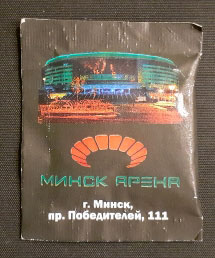 МИНСК АРЕНА
г. Минск,
пр. Победителей, 111